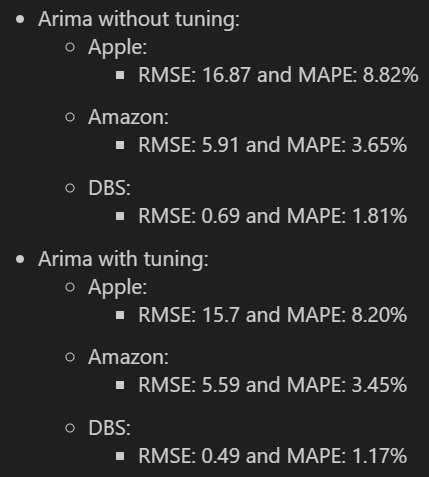 Arima without tuning:
Apple:
RMSE: 16.87 and MAPE: 8.82%
Amazon:
RMSE: 5.91 and MAPE: 3.65%
DBS:
RMSE: 0.69 and MAPE: 1.81%
Arima with tuning:
Apple:
RMSE: 15.7 and MAPE: 8.20%
Amazon:
RMSE: 5.59 and MAPE: 3.45%
DBS:
RMSE: 0.49 and MAPE: 1.17%